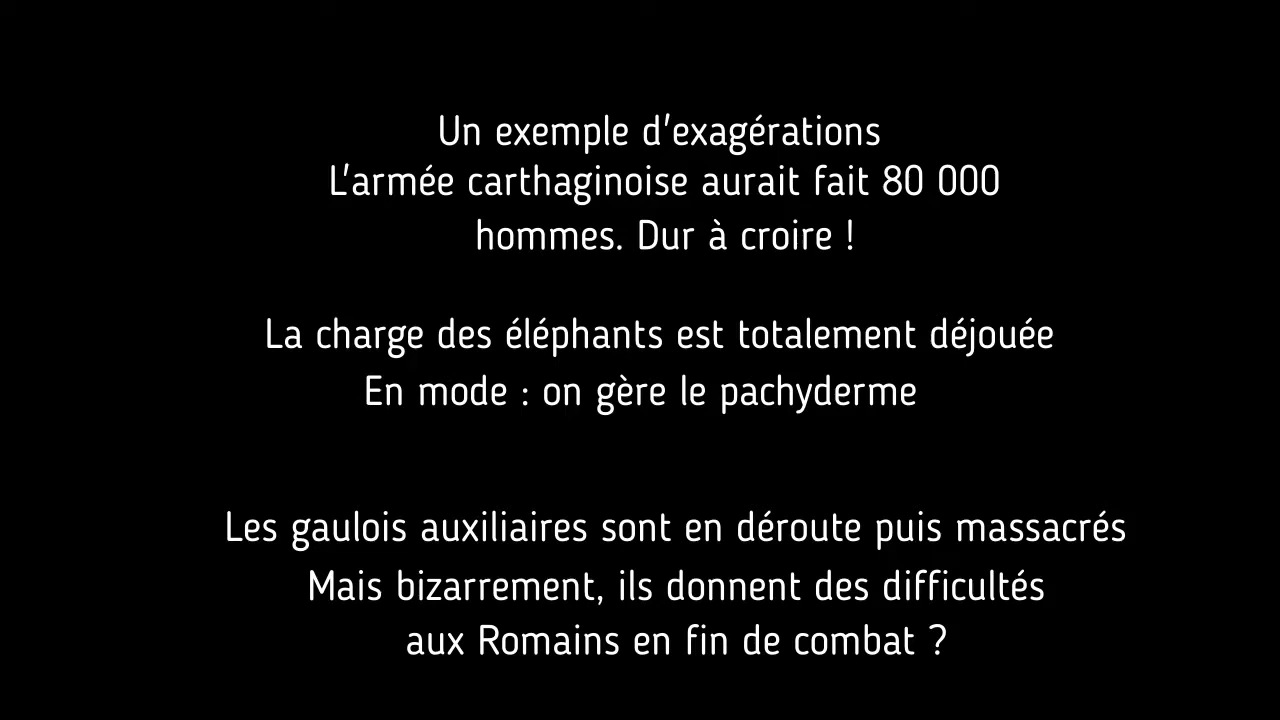 Un exemple d'exagérations
L'armée carthaginoise aurait fait 80 000
hommes. Dur à croire !
La charge des éléphants est totalement déjouée
En mode : on gère le pachyderme
Les gaulois auxiliaires sont en déroute puis massacrés
Mais bizarrement, ils donnent des difficultés
aux Romains en fin de combat ?